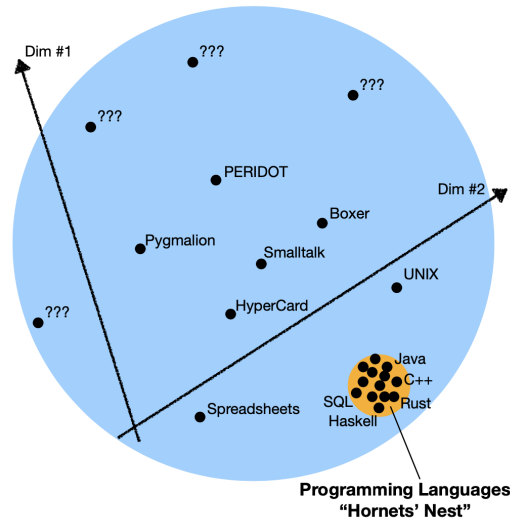 Dim #1
???
???
???
PERIDOT
Dim #2
Boxer
Pygmalion
Smalltalk
UNIX
HyperCard
???
Java
C++
SQL
Rust
Spreadsheets
Haskell
Programming Languages
“Hornets’ Nest”